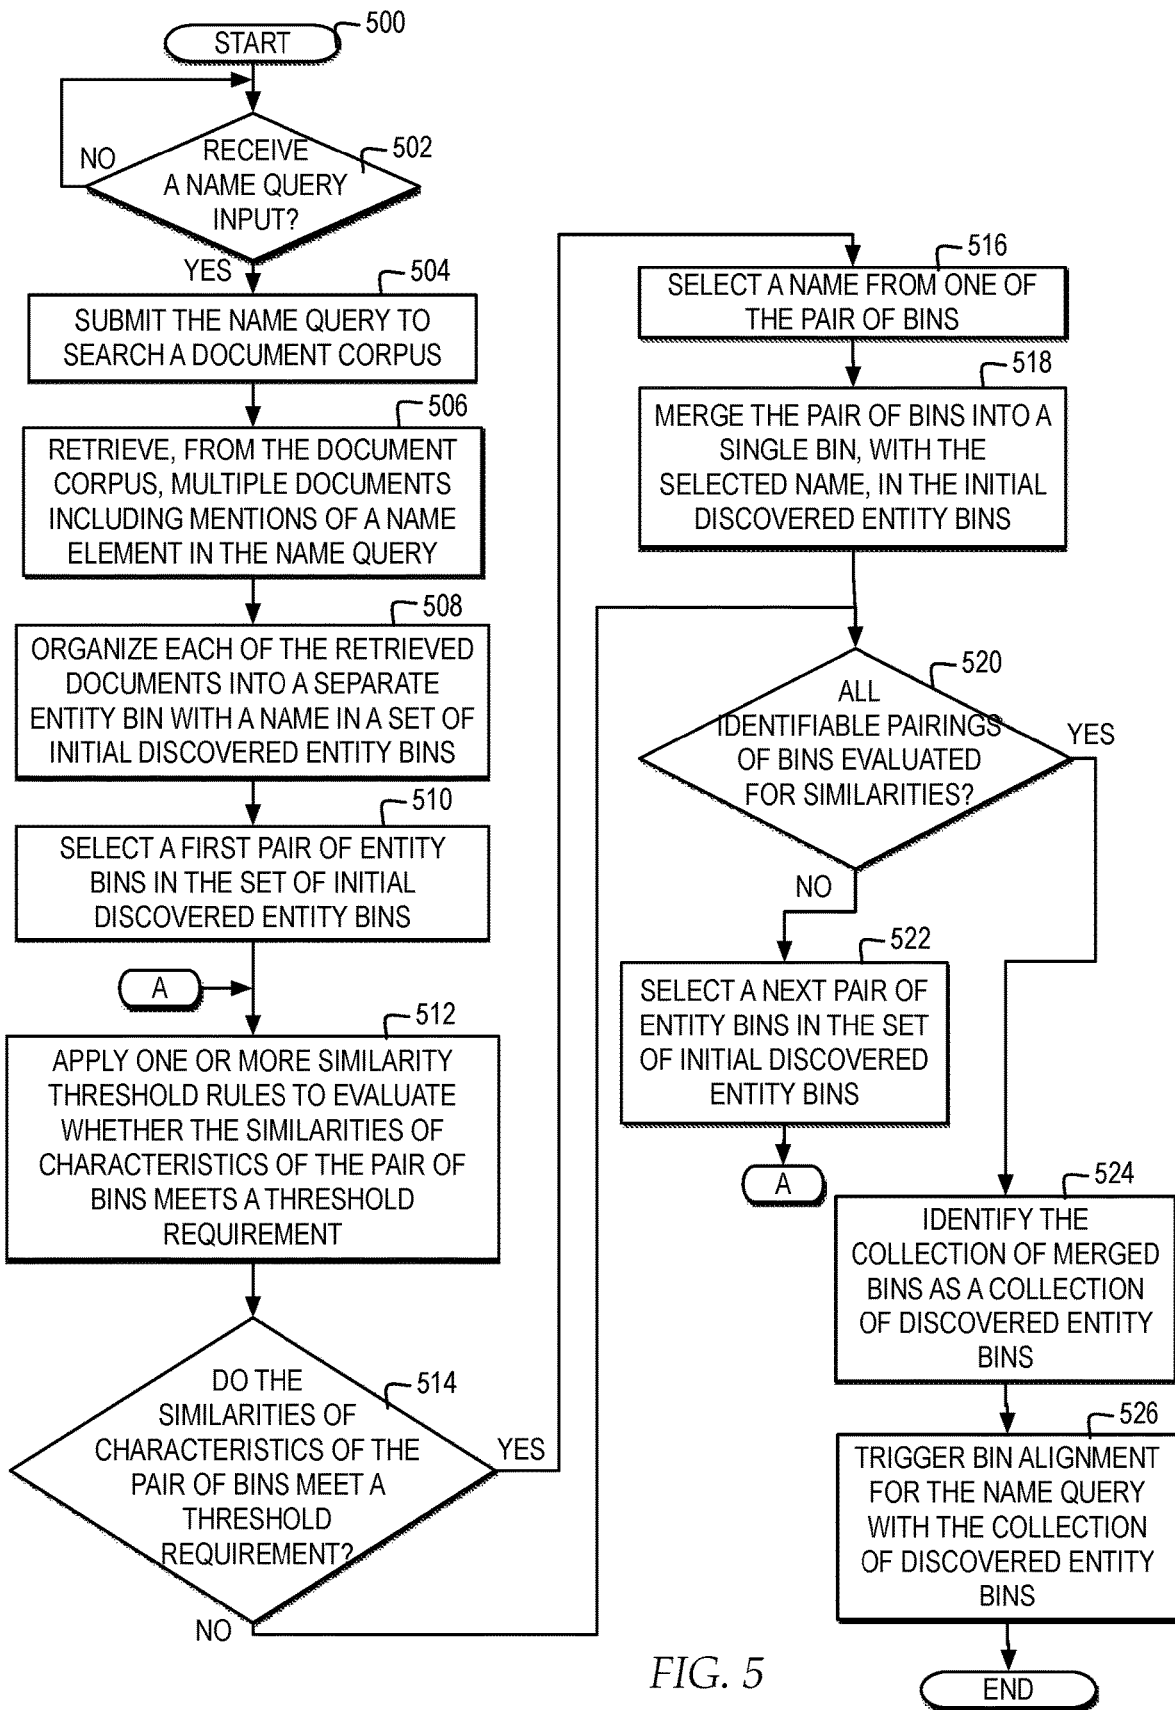 START
500
NO
RECEIVE
A NAME QUERY
INPUT?
502
YES
504
SUBMIT THE NAME QUERY TO
SEARCH A DOCUMENT CORPUS
506
RETRIEVE, FROM THE DOCUMENT
CORPUS, MULTIPLE DOCUMENTS
INCLUDING MENTIONS OF A NAME
ELEMENT IN THE NAME QUERY
508
ORGANIZE EACH OF THE RETRIEVED
DOCUMENTS INTO A SEPARATE
ENTITY BIN WITH A NAME IN A SET OF
INITIAL DISCOVERED ENTITY BINS
510
SELECT A FIRST PAIR OF ENTITY
BINS IN THE SET OF INITIAL
DISCOVERED ENTITY BINS
A
512
APPLY ONE OR MORE SIMILARITY
THRESHOLD RULES TO EVALUATE
WHETHER THE SIMILARITIES OF
CHARACTERISTICS OF THE PAIR OF
BINS MEETS A THRESHOLD
REQUIREMENT
514
DO THE
SIMILARITIES OF
CHARACTERISTICS OF THE
PAIR OF BINS MEET A
THRESHOLD
REQUIREMENT?
YES
NO
516
SELECT A NAME FROM ONE OF
THE PAIR OF BINS
518
MERGE THE PAIR OF BINS INTO A
SINGLE BIN, WITH THE
SELECTED NAME, IN THE INITIAL
DISCOVERED ENTITY BINS
520
ALL
IDENTIFIABLE PAIRINGS
OF BINS EVALUATED
FOR SIMILARITIES?
YES
NO
522
SELECT A NEXT PAIR OF
ENTITY BINS IN THE SET
OF INITIAL DISCOVERED
ENTITY BINS
A
524
IDENTIFY THE
COLLECTION OF MERGED
BINS AS A COLLECTION
OF DISCOVERED ENTITY
BINS
526
TRIGGER BIN ALIGNMENT
FOR THE NAME QUERY
WITH THE COLLECTION
OF DISCOVERED ENTITY
BINS
END
FIG. 5